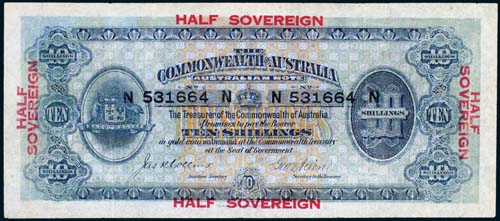 HALF SOVEREIGN
THE
COMMONWEALTH OF AUSTRALIA
AUSTRALIAN NOTE
N 531664 N N 531664 N
The Treasurer of the Commonwealth of Australia
Promises to pay the Bearer
TEN SHILLINGS
in gold coin on Demand at the Commonwealth Treasury
at the Seat of Government
HALF SOVEREIGN
TEN
SHILLINGS
TEN
HALF SOVEREIGN
HALF SOVEREIGN